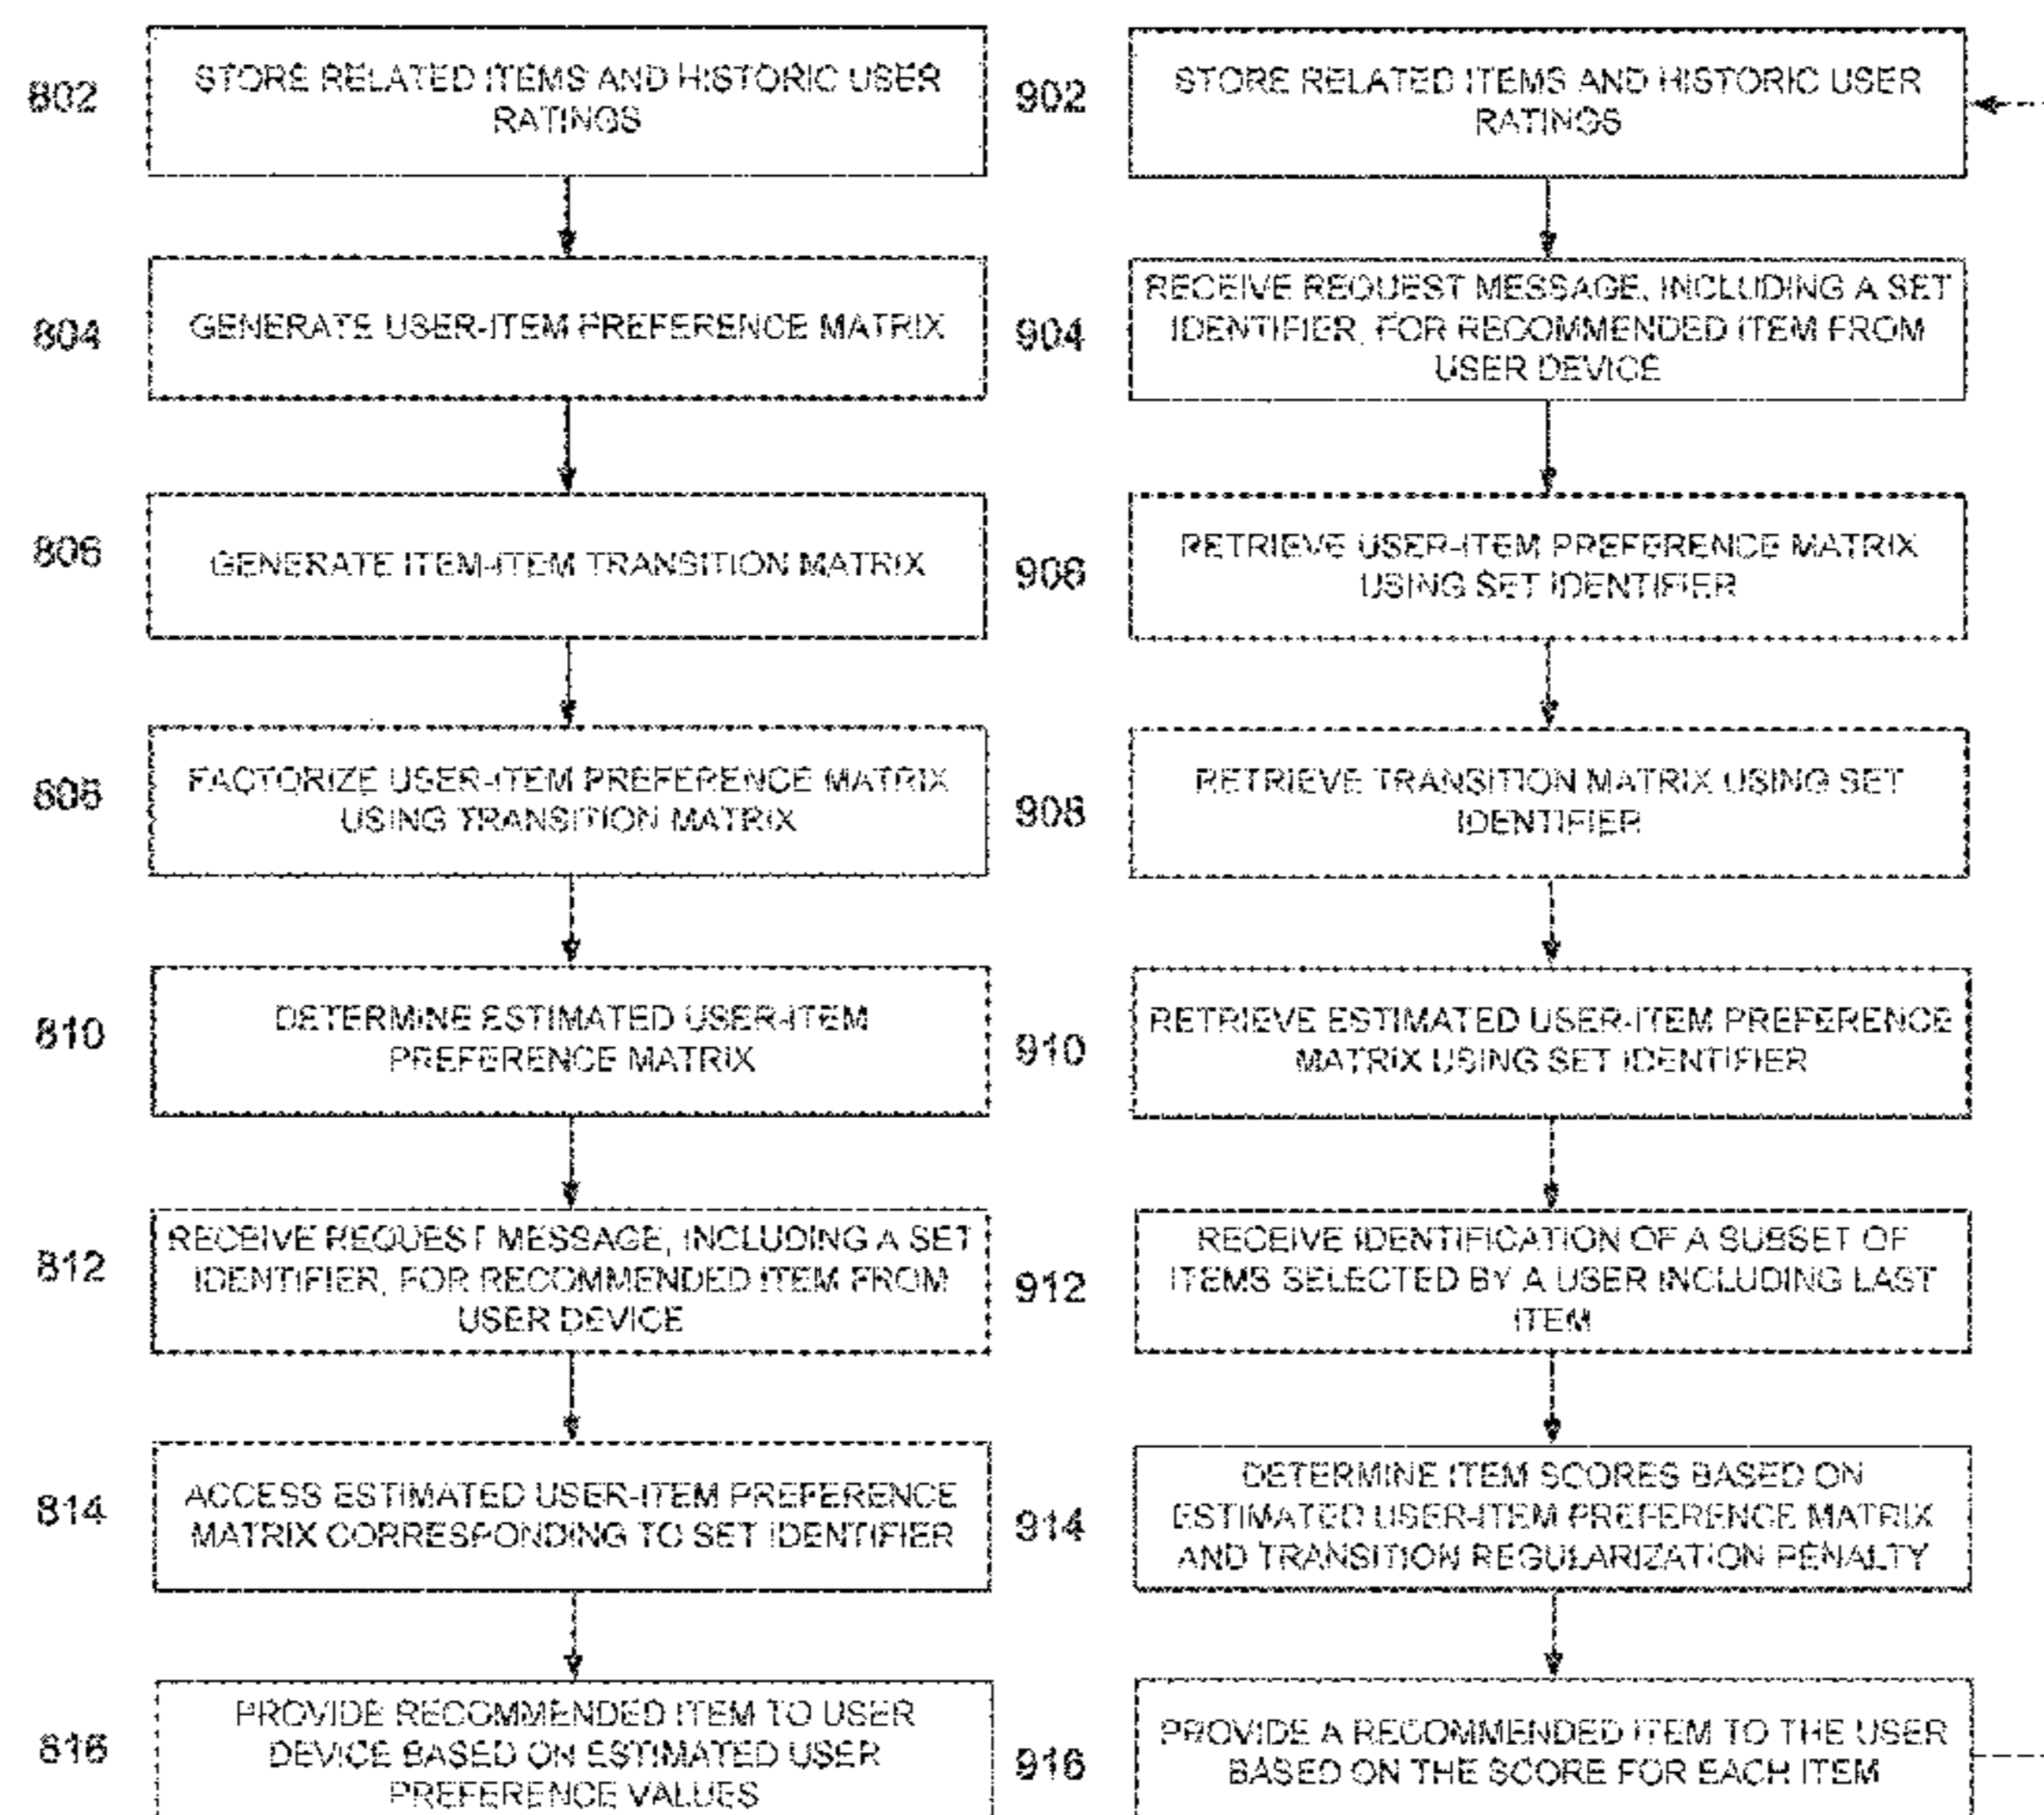 802
STORE RELATED ITEMS AND HISTORIC USER
RATINGS
804
GENERATE USER-ITEM PREFERENCE MATRIX
806
GENERATE ITEM-ITEM TRANSITION MATRIX
808
FACTORIZE USER-ITEM PREFERENCE MATRIX
USING TRANSITION MATRIX
810
DETERMINE ESTIMATED USER-ITEM
PREFERENCE MATRIX
812
RECEIVE REQUEST MESSAGE, INCLUDING A SET
IDENTIFIER, FOR RECOMMENDED ITEM FROM
USER DEVICE
814
ACCESS ESTIMATED USER-ITEM PREFERENCE
MATRIX CORRESPONDING TO SET IDENTIFIER
816
PROVIDE RECOMMENDED ITEM TO USER
DEVICE BASED ON ESTIMATED USER
PREFERENCE VALUES
902
STORE RELATED ITEMS AND HISTORIC USER
RATINGS
904
RECEIVE REQUEST MESSAGE, INCLUDING A SET
IDENTIFIER, FOR RECOMMENDED ITEM FROM
USER DEVICE
906
RETRIEVE USER-ITEM PREFERENCE MATRIX
USING SET IDENTIFIER
908
RETRIEVE TRANSITION MATRIX USING SET
IDENTIFIER
910
RETRIEVE ESTIMATED USER-ITEM PREFERENCE
MATRIX USING SET IDENTIFIER
912
RECEIVE IDENTIFICATION OF A SUBSET OF
ITEMS SELECTED BY A USER INCLUDING LAST
ITEM
914
DETERMINE ITEM SCORES BASED ON
ESTIMATED USER-ITEM PREFERENCE MATRIX
AND TRANSITION REGULARIZATION PENALTY
916
PROVIDE A RECOMMENDED ITEM TO THE USER
BASED ON THE SCORE FOR EACH ITEM